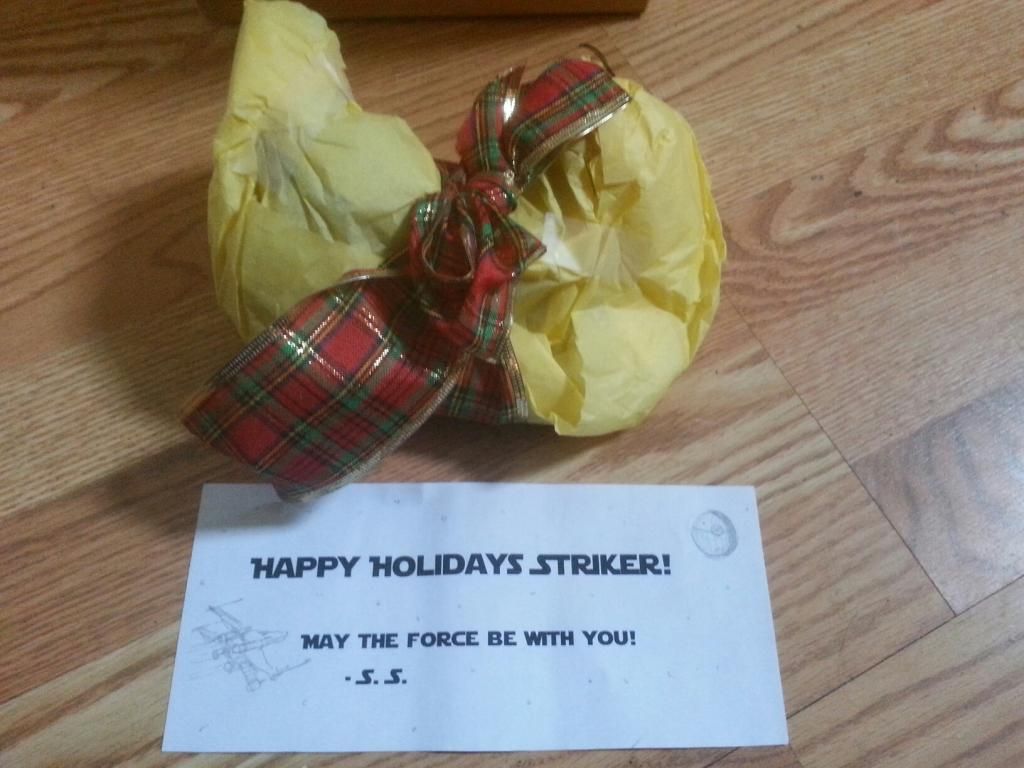 HAPPY HOLIDAYS STRIKER!
MAY THE FORCE BE WITH YOU!
-S. S.